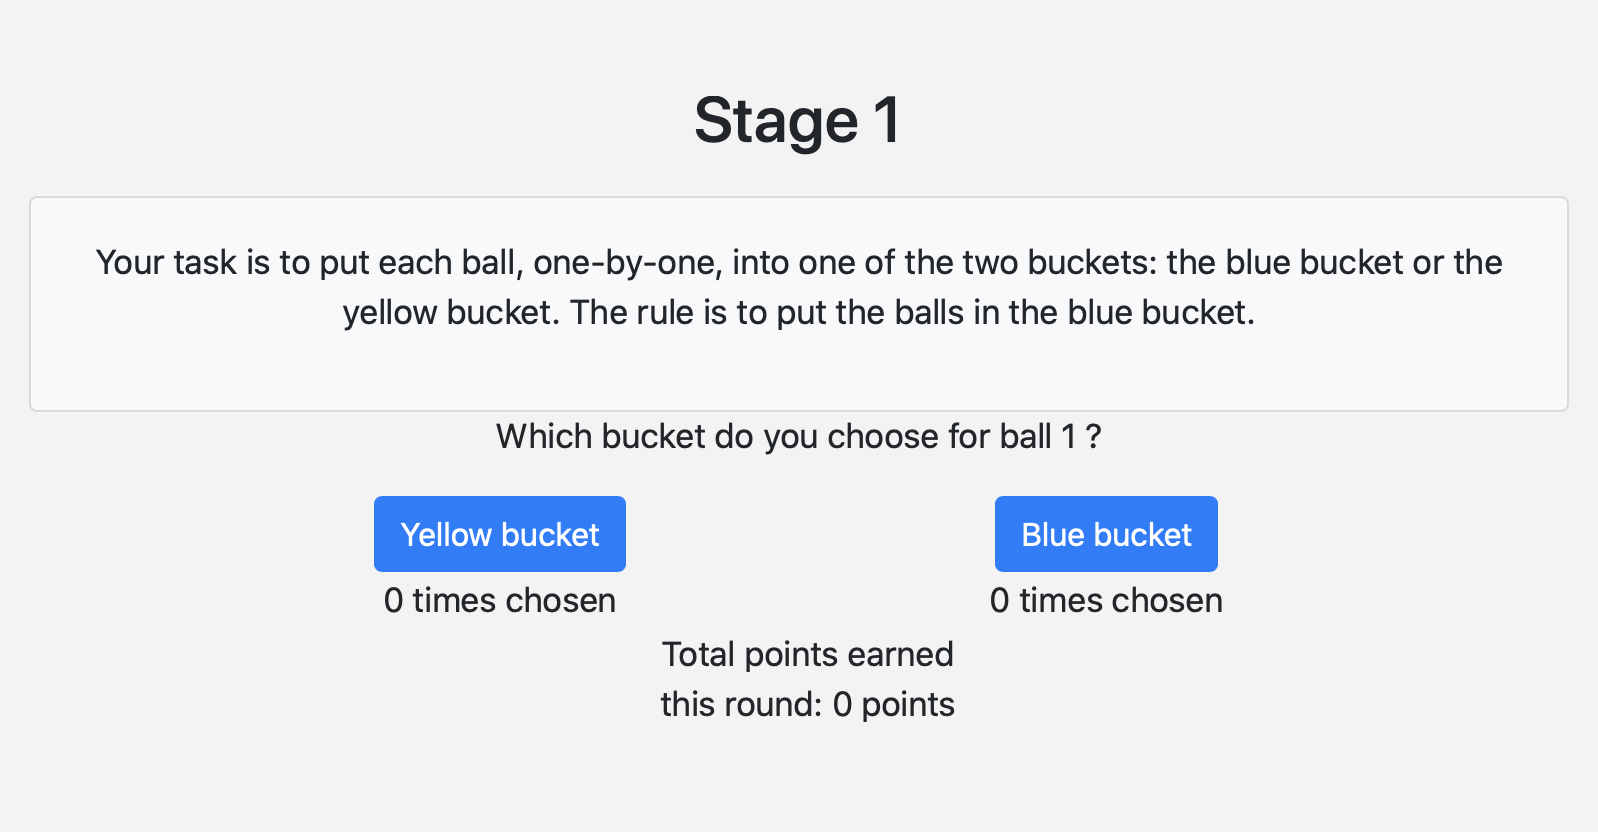 Stage 1
Your task is to put each ball, one-by-one, into one of the two buckets: the blue bucket or the
yellow bucket. The rule is to put the balls in the blue bucket.
Which bucket do you choose for ball 1 ?
Yellow bucket
Blue bucket
0 times chosen
0 times chosen
Total points earned
this round: 0 points